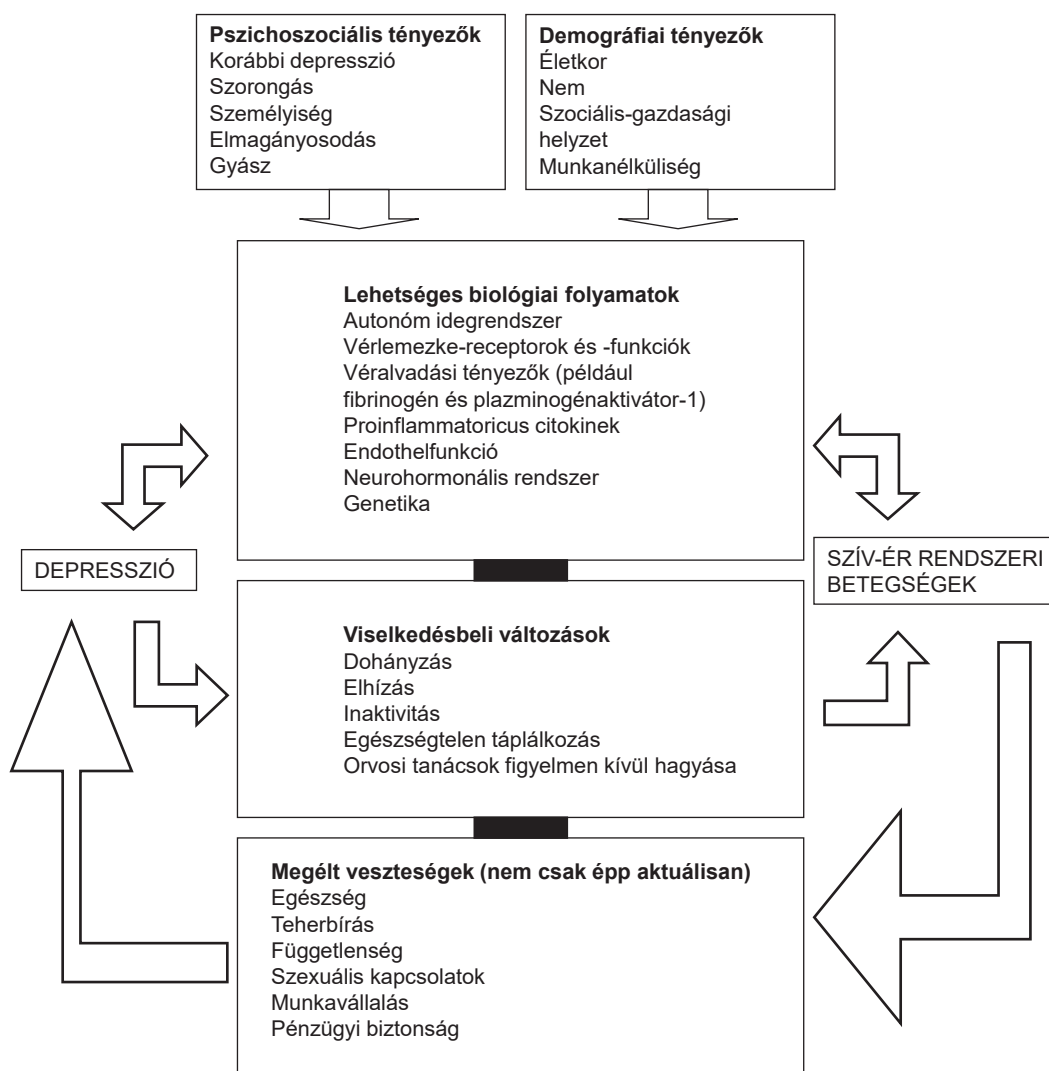 Pszichoszociális tényezők
Korábbi depresszió
Szorongás
Személyiség
Elmagányosodás
Gyász
Demográfiai tényezők
Életkor
Nem
Szociális-gazdasági
helyzet
Munkanélküliség
Lehetséges biológiai folyamatok
Autonóm idegrendszer
Vérlemezke-receptorok és -funkciók
Véralvadási tényezők (például
fibrinogén és plazminogénaktivátor-1)
Proinflammatoricus citokinek
Endothelfunkció
Neurohormonális rendszer
Genetika
DEPRESSZIÓ
SZÍV-ÉR RENDSZERI
BETEGSÉGEK
Viselkedésbeli változások
Dohányzás
Elhízás
Inaktivitás
Egészségtelen táplálkozás
Orvosi tanácsok figyelmen kívül hagyása
Megélt veszteségek (nem csak épp aktuálisan)
Egészség
Teherbírás
Függetlenség
Szexuális kapcsolatok
Munkavállalás
Pénzügyi biztonság